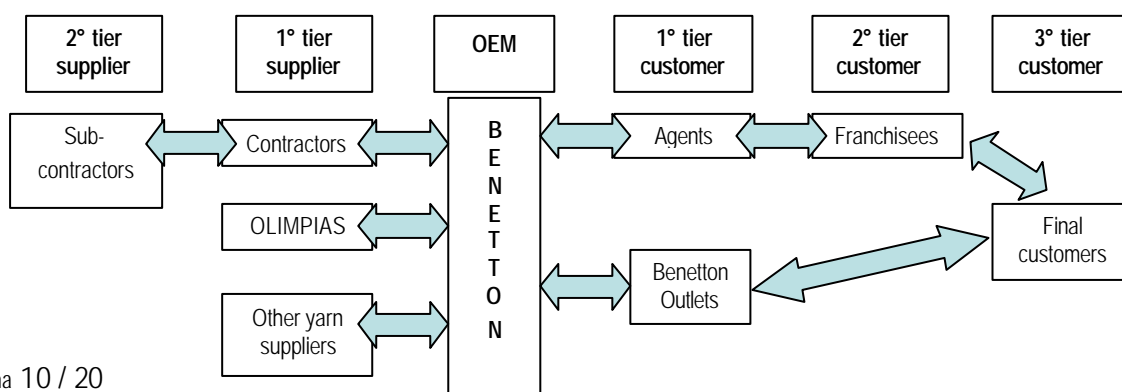 2° tier
supplier
1° tier
supplier
OEM
1° tier
customer
2° tier
customer
3° tier
customer
Sub-
contractors
Contractors
OLIMPIAS
Other yarn
suppliers
B
E
N
E
T
T
O
N
Agents
Franchisees
Benetton
Outlets
Final
customers
10 / 20